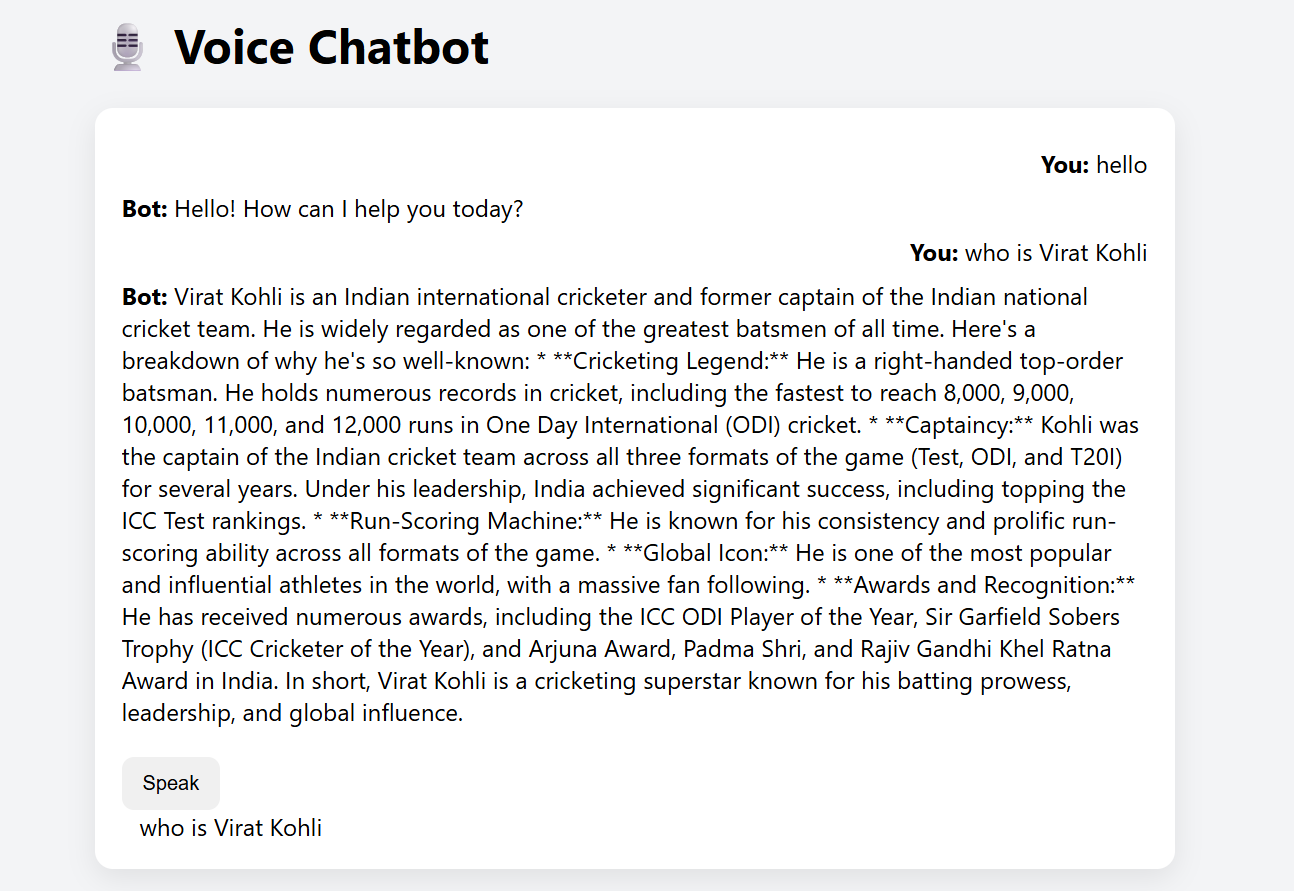 Voice Chatbot
You: hello
Bot: Hello! How can I help you today?
You: who is Virat Kohli
Bot: Virat Kohli is an Indian international cricketer and former captain of the Indian national
cricket team. He is widely regarded as one of the greatest batsmen of all time. Here's a
breakdown of why he's so well-known: * **Cricketing Legend:** He is a right-handed top-order
batsman. He holds numerous records in cricket, including the fastest to reach 8,000, 9,000,
10,000, 11,000, and 12,000 runs in One Day International (ODI) cricket. * **Captaincy:** Kohli was
the captain of the Indian cricket team across all three formats of the game (Test, ODI, and T20I)
for several years. Under his leadership, India achieved significant success, including topping the
ICC Test rankings. * **Run-Scoring Machine:** He is known for his consistency and prolific run-
scoring ability across all formats of the game. * **Global Icon:** He is one of the most popular
and influential athletes in the world, with a massive fan following. * **Awards and Recognition:**
He has received numerous awards, including the ICC ODI Player of the Year, Sir Garfield Sobers
Trophy (ICC Cricketer of the Year), and Arjuna Award, Padma Shri, and Rajiv Gandhi Khel Ratna
Award in India. In short, Virat Kohli is a cricketing superstar known for his batting prowess,
leadership, and global influence.
Speak
who is Virat Kohli